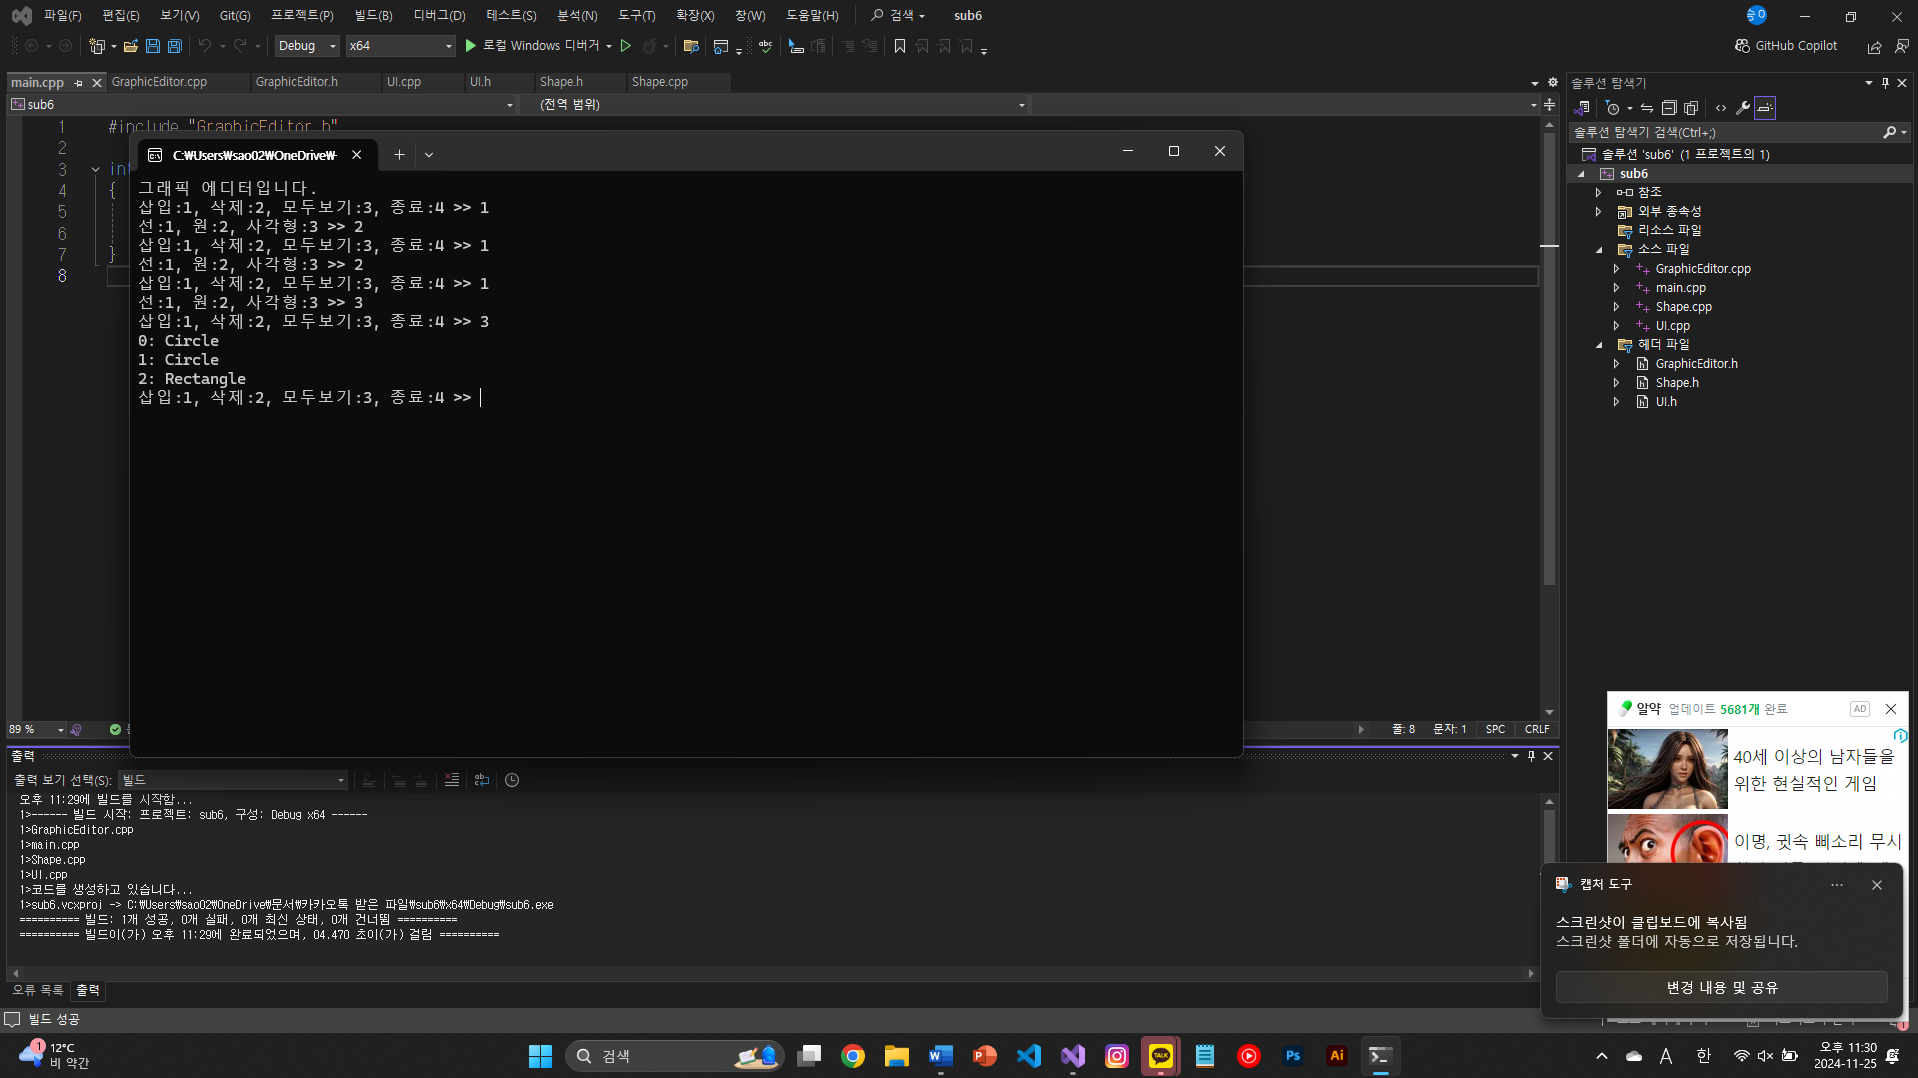 파일(F) 편집(E) 보기(V) Git(G) 프로젝트(P) 빌드(B) 디버그(D) 테스트(S) 분석(N) 도구(T) 확장(X) 창(W) 도움말(H) 검색 sub6 승 0
Debug x64 로컬 Windows 디버거 GitHub Copilot
main.cpp GraphicEditor.cpp GraphicEditor.h UI.cpp UI.h Shape.h Shape.cpp
sub6 (전역 범위)
1 #include "GraphicEditor.h"
2
3
4 {
5
6
7 }
8
C:₩Users₩sao02₩OneDrive₩
그래픽 에디터입니다.
삽입:1, 삭제:2, 모두보기:3, 종료:4 >> 1
선:1, 원:2, 사각형:3 >> 2
삽입:1, 삭제:2, 모두보기:3, 종료:4 >> 1
선:1, 원:2, 사각형:3 >> 2
삽입:1, 삭제:2, 모두보기:3, 종료:4 >> 1
선:1, 원:2, 사각형:3 >> 3
삽입:1, 삭제:2, 모두보기:3, 종료:4 >> 3
0: Circle
1: Circle
2: Rectangle
삽입:1, 삭제:2, 모두보기:3, 종료:4 >>
89 % 줄: 8 문자: 1 SPC CRLF
출력
출력 보기 선택(S): 빌드
오후 11:29에 빌드를 시작함...
1>------ 빌드 시작: 프로젝트: sub6, 구성: Debug x64 ------
1>GraphicEditor.cpp
1>main.cpp
1>Shape.cpp
1>UI.cpp
1>코드를 생성하고 있습니다...
1>sub6.vcxproj -> C:₩Users₩sao02₩OneDrive₩문서₩카카오톡 받은 파일₩sub6₩x64₩Debug₩sub6.exe
========== 빌드: 1개 성공, 0개 실패, 0개 최신 상태, 0개 건너뜀 ==========
========== 빌드이(가) 오후 11:29에 완료되었으며, 04.470 초이(가) 걸림 ==========
오류 목록 출력
빌드 성공
솔루션 탐색기
솔루션 탐색기 검색(Ctrl+;)
솔루션 'sub6' (1 프로젝트의 1)
sub6
참조
외부 종속성
리소스 파일
소스 파일
GraphicEditor.cpp
main.cpp
Shape.cpp
UI.cpp
헤더 파일
GraphicEditor.h
Shape.h
UI.h
알약 업데이트 5681개 완료 AD
40세 이상의 남자들을
위한 현실적인 게임
이명, 귓속 삐소리 무시
캡처 도구
스크린샷이 클립보드에 복사됨
스크린샷 폴더에 자동으로 저장됩니다.
변경 내용 및 공유
1 12°C
비 약간
검색
W P TALK Ps Ai
A 한
오후 11:30
2024-11-25